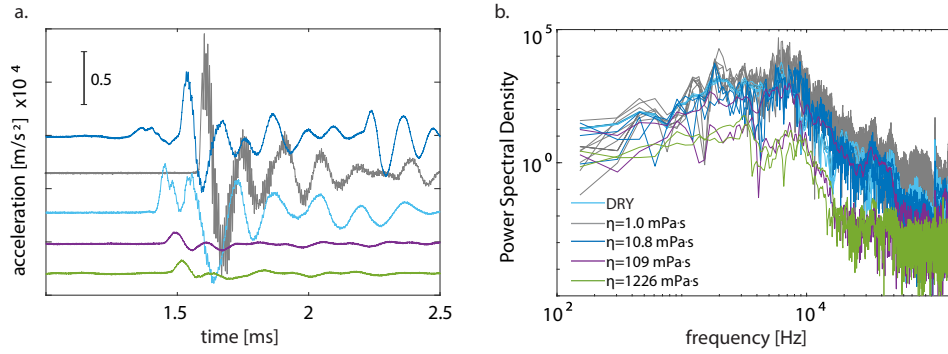 a.
acceleration [m/s²] x10⁴
0.5
1.5
2
2.5
time [ms]
b.
Power Spectral Density
10⁵
10⁰
DRY
η=1.0 mPa·s
η=10.8 mPa·s
η=109 mPa·s
η=1226 mPa·s
10²
10⁴
frequency [Hz]